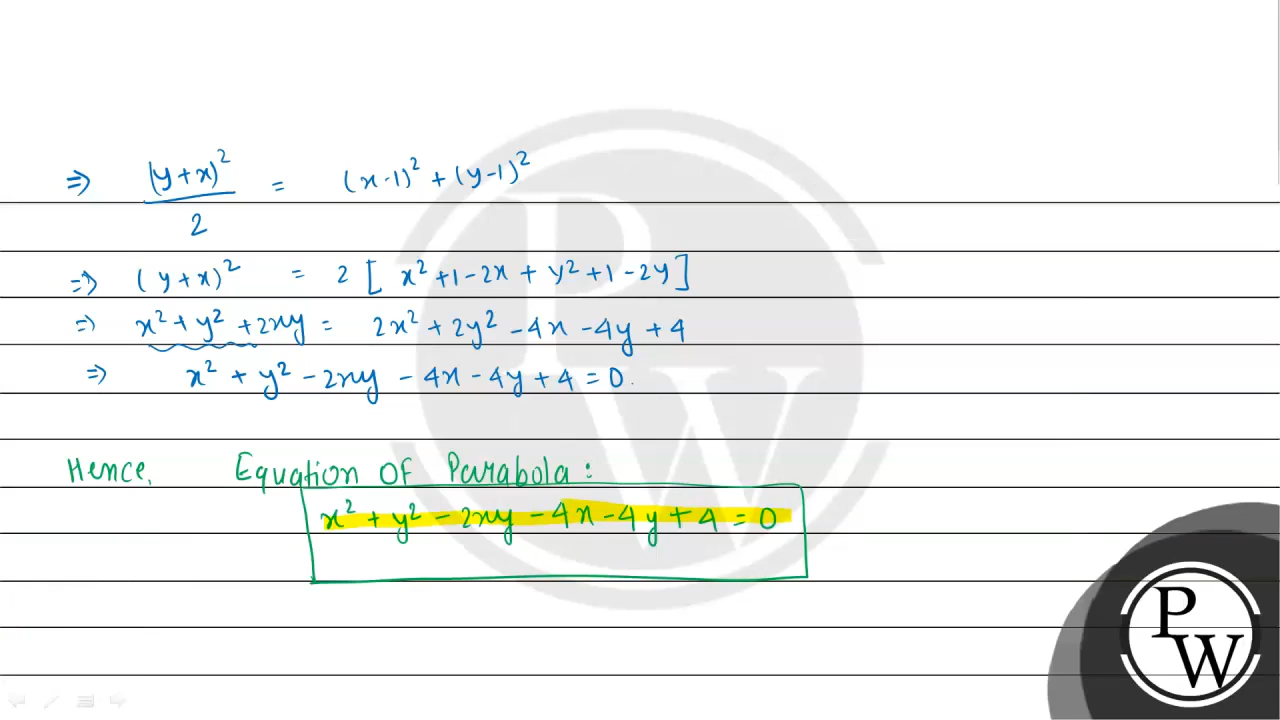 ⇒ (y+x)²/2 = (x-1)² + (y-1)²
⇒ (y+x)² = 2 [ x² + 1 - 2x + y² + 1 - 2y ]
⇒ x² + y² + 2xy = 2x² + 2y² - 4x - 4y + 4
⇒ x² + y² - 2xy - 4x - 4y + 4 = 0.
Hence, Equation Of Parabola:
x² + y² - 2xy - 4x - 4y + 4 = 0
PW
PW